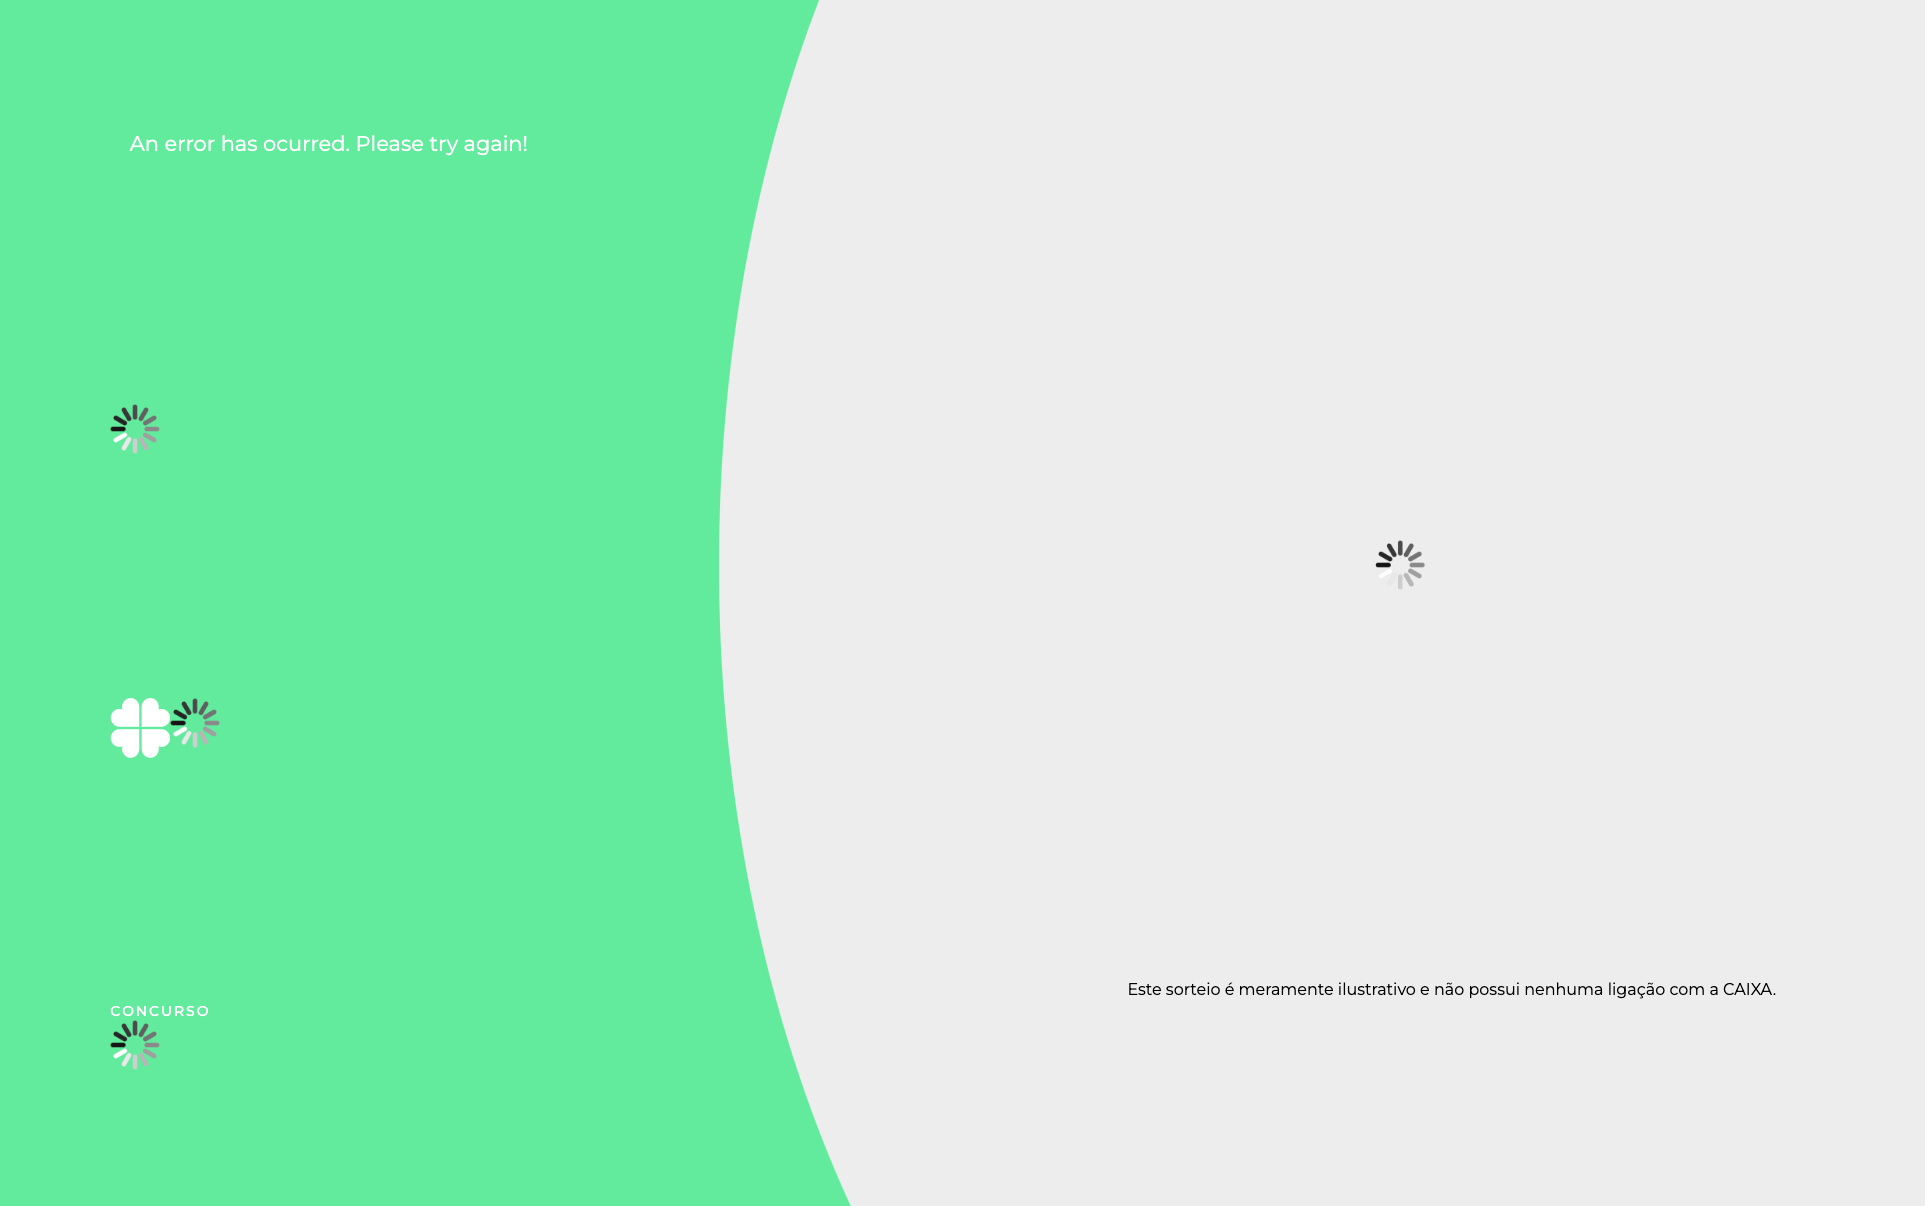 An error has ocurred. Please try again!
CONCURSO
Este sorteio é meramente ilustrativo e não possui nenhuma ligação com a CAIXA.